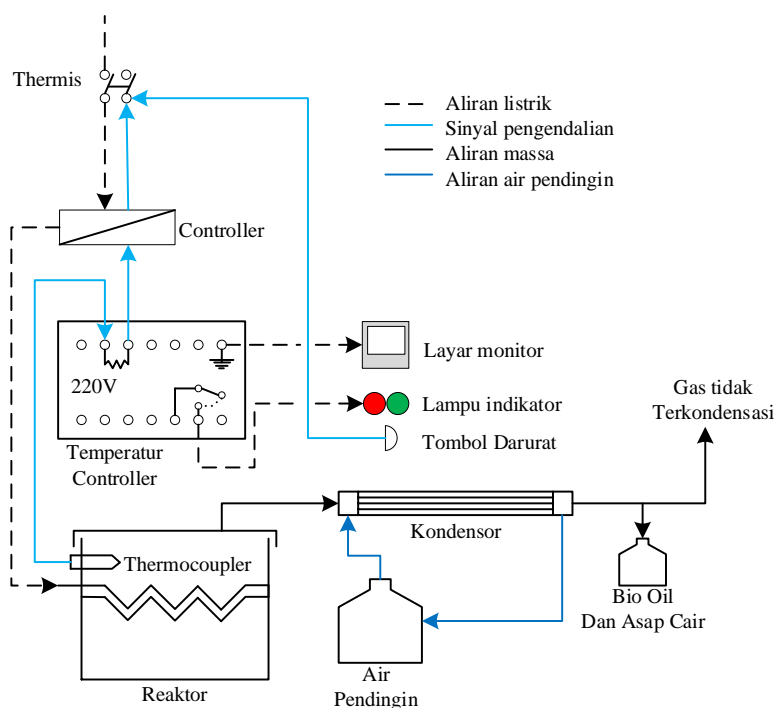 Thermis
Aliran listrik
Sinyal pengendalian
Aliran massa
Aliran air pendingin
Controller
Layar monitor
220V
Lampu indikator
Tombol Darurat
Temperatur
Controller
Gas tidak
Terkondensasi
Kondensor
Thermocoupler
Bio Oil
Dan Asap Cair
Reaktor
Air
Pendingin